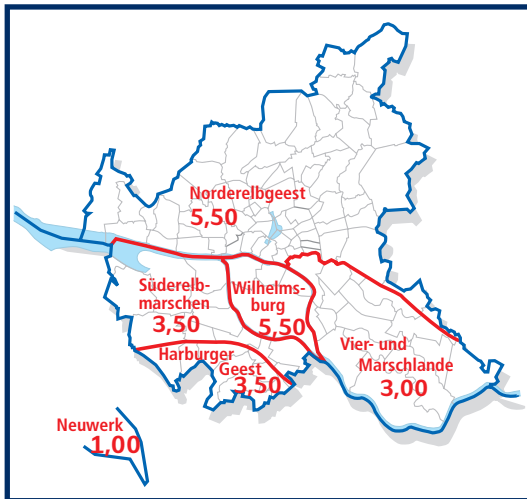 Norderelbgeest
5,50
Süderelb-
marschen
3,50
Wilhelms-
burg
5,50
Harburger
Geest
3,50
Vier- und
Marschlande
3,00
Neuwerk
1,00